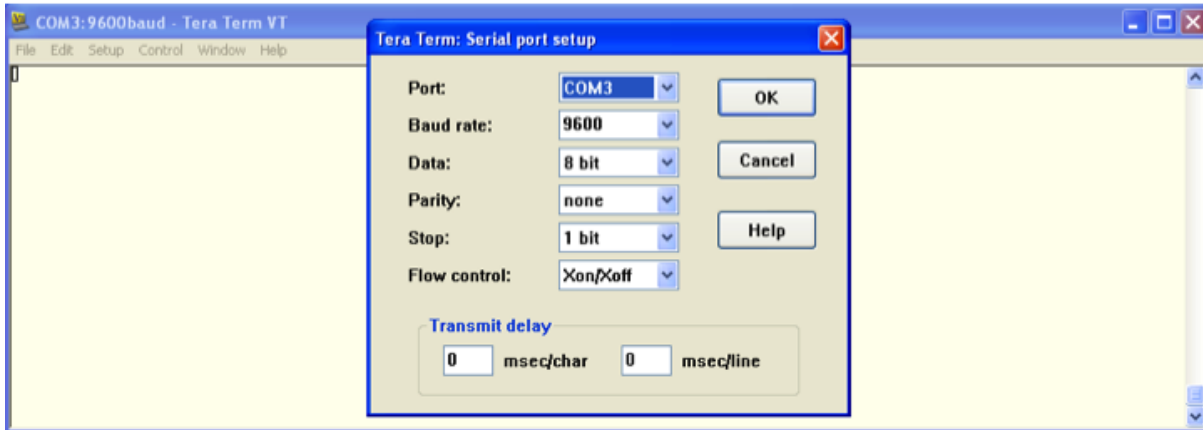 COM3:9600baud - Tera Term VT
File Edit Setup Control Window Help
Tera Term: Serial port setup
Port: COM3 OK
Baud rate: 9600
Data: 8 bit Cancel
Parity: none
Stop: 1 bit Help
Flow control: Xon/Xoff
Transmit delay
0 msec/char 0 msec/line